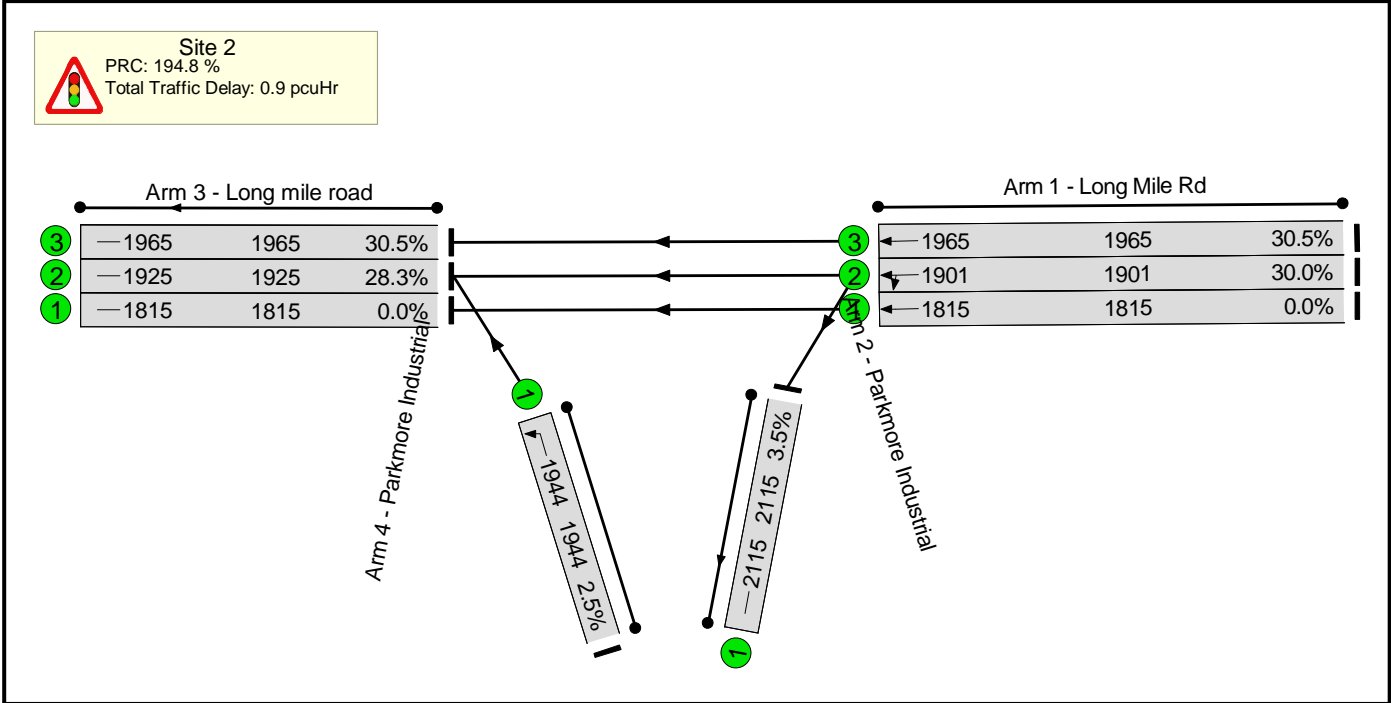 Site 2
PRC: 194.8 %
Total Traffic Delay: 0.9 pcuHr
Arm 3 - Long mile road
3 1965 1965 30.5%
2 1925 1925 28.3%
1 1815 1815 0.0%
Arm 1 - Long Mile Rd
3 1965 1965 30.5%
2 1901 1901 30.0%
1 1815 1815 0.0%
Arm 4 - Parkmore Industrial
1
1944 1944 2.5%
Arm 2 - Parkmore Industrial
2115 2115 3.5%
1